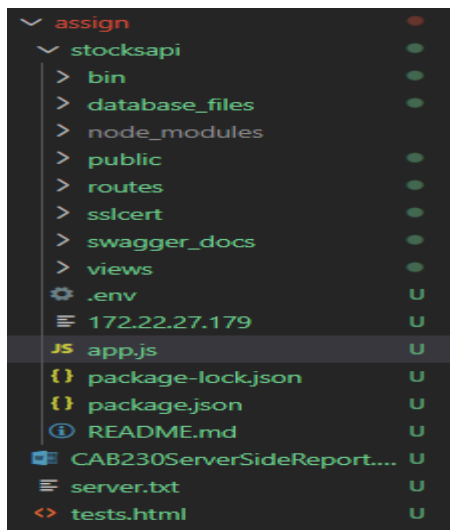 assign
stocksapi
bin
database_files
node_modules
public
routes
sslcert
swagger_docs
views
.env U
172.22.27.179 U
JS app.js U
{} package-lock.json U
{} package.json U
README.md U
CAB230ServerSideReport.... U
server.txt U
<> tests.html U